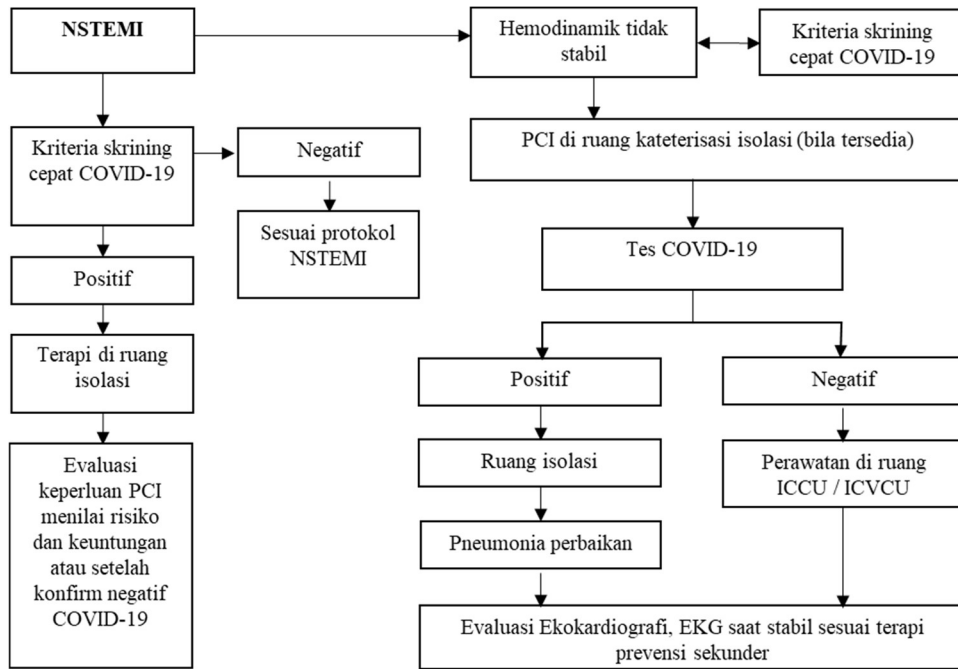 NSTEMI
Hemodinamik tidak
stabil
Kriteria skrining
cepat COVID-19
Kriteria skrining
cepat COVID-19
Negatif
PCI di ruang kateterisasi isolasi (bila tersedia)
Sesuai protokol
NSTEMI
Tes COVID-19
Positif
Terapi di ruang
isolasi
Positif
Negatif
Evaluasi
keperluan PCI
menilai risiko
dan keuntungan
atau setelah
konfirm negatif
COVID-19
Ruang isolasi
Perawatan di ruang
ICCU / ICVCU
Pneumonia perbaikan
Evaluasi Ekokardiografi, EKG saat stabil sesuai terapi
prevensi sekunder